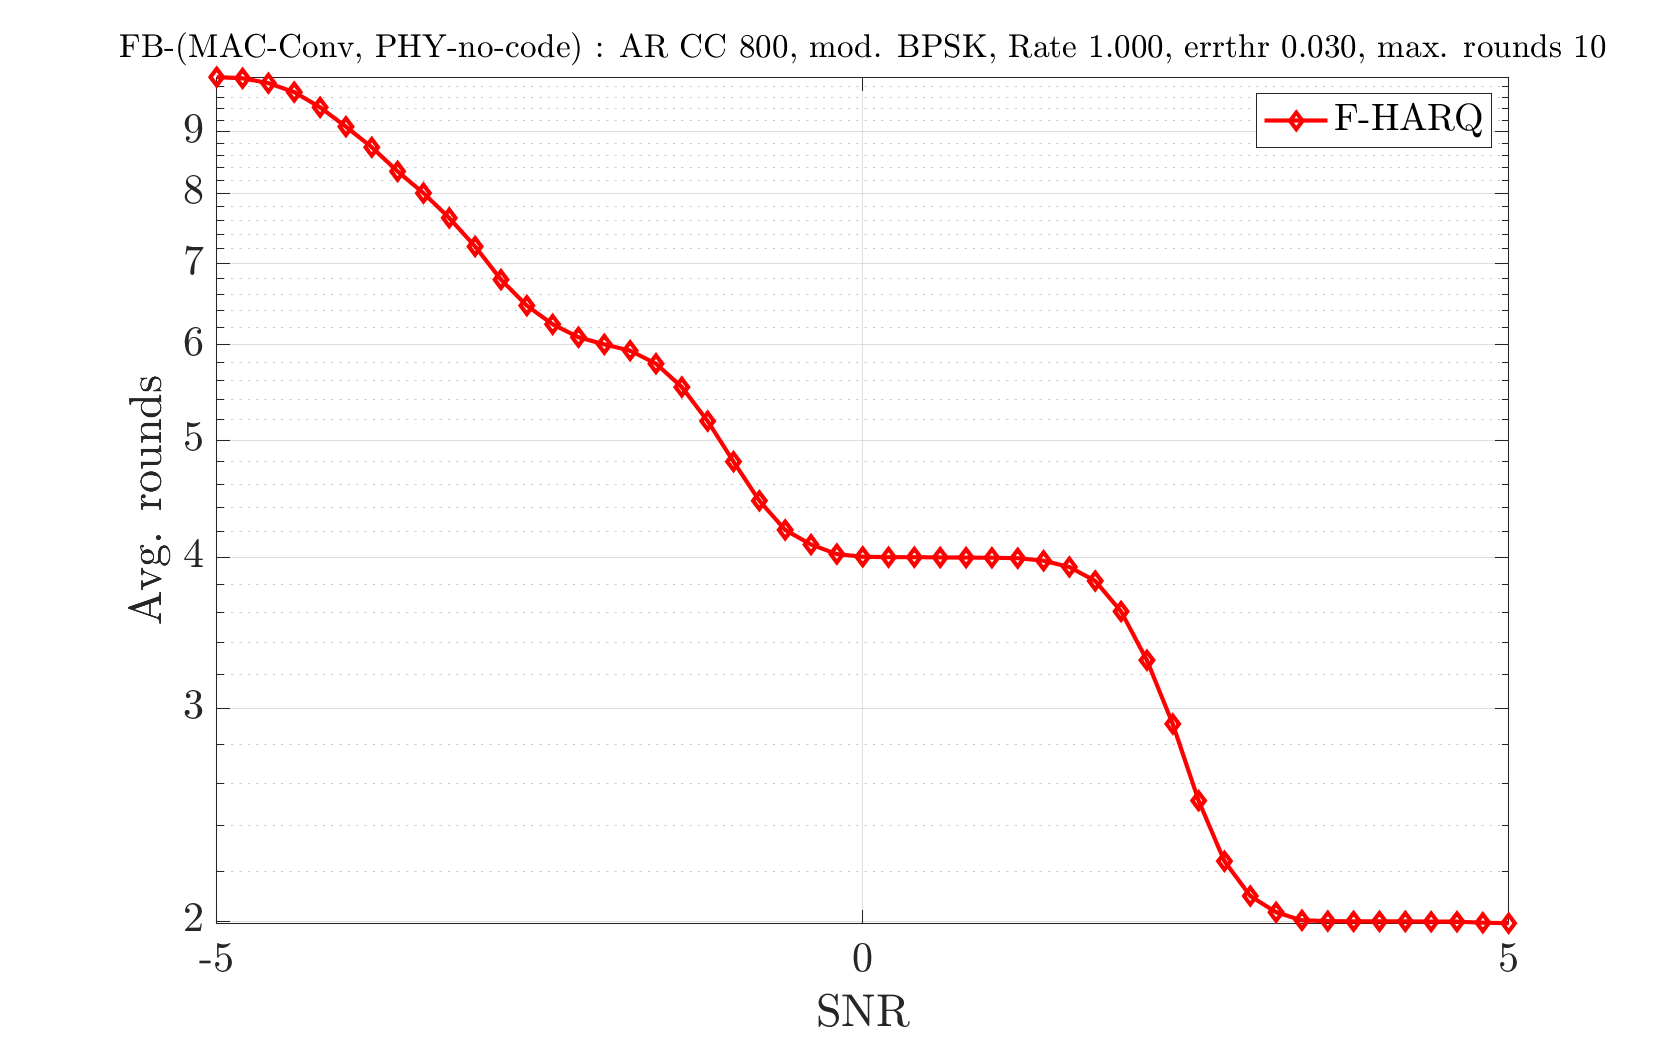 FB-(MAC-Conv, PHY-no-code) : AR CC 800, mod. BPSK, Rate 1.000, errthr 0.030, max. rounds 10
F-HARQ
9
8
7
6
5
4
3
2
Avg. rounds
-5
0
5
SNR